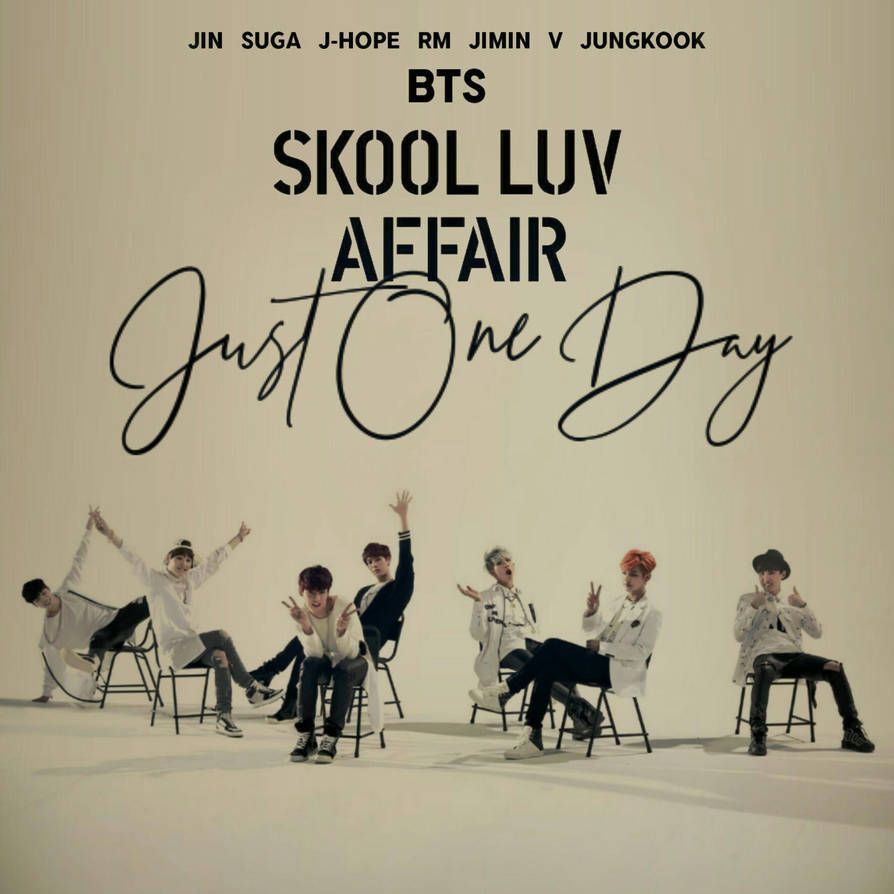 JIN SUGA J-HOPE RM JIMIN V JUNGKOOK
BTS
SKOOL LUV
AFFAIR
Just One Day